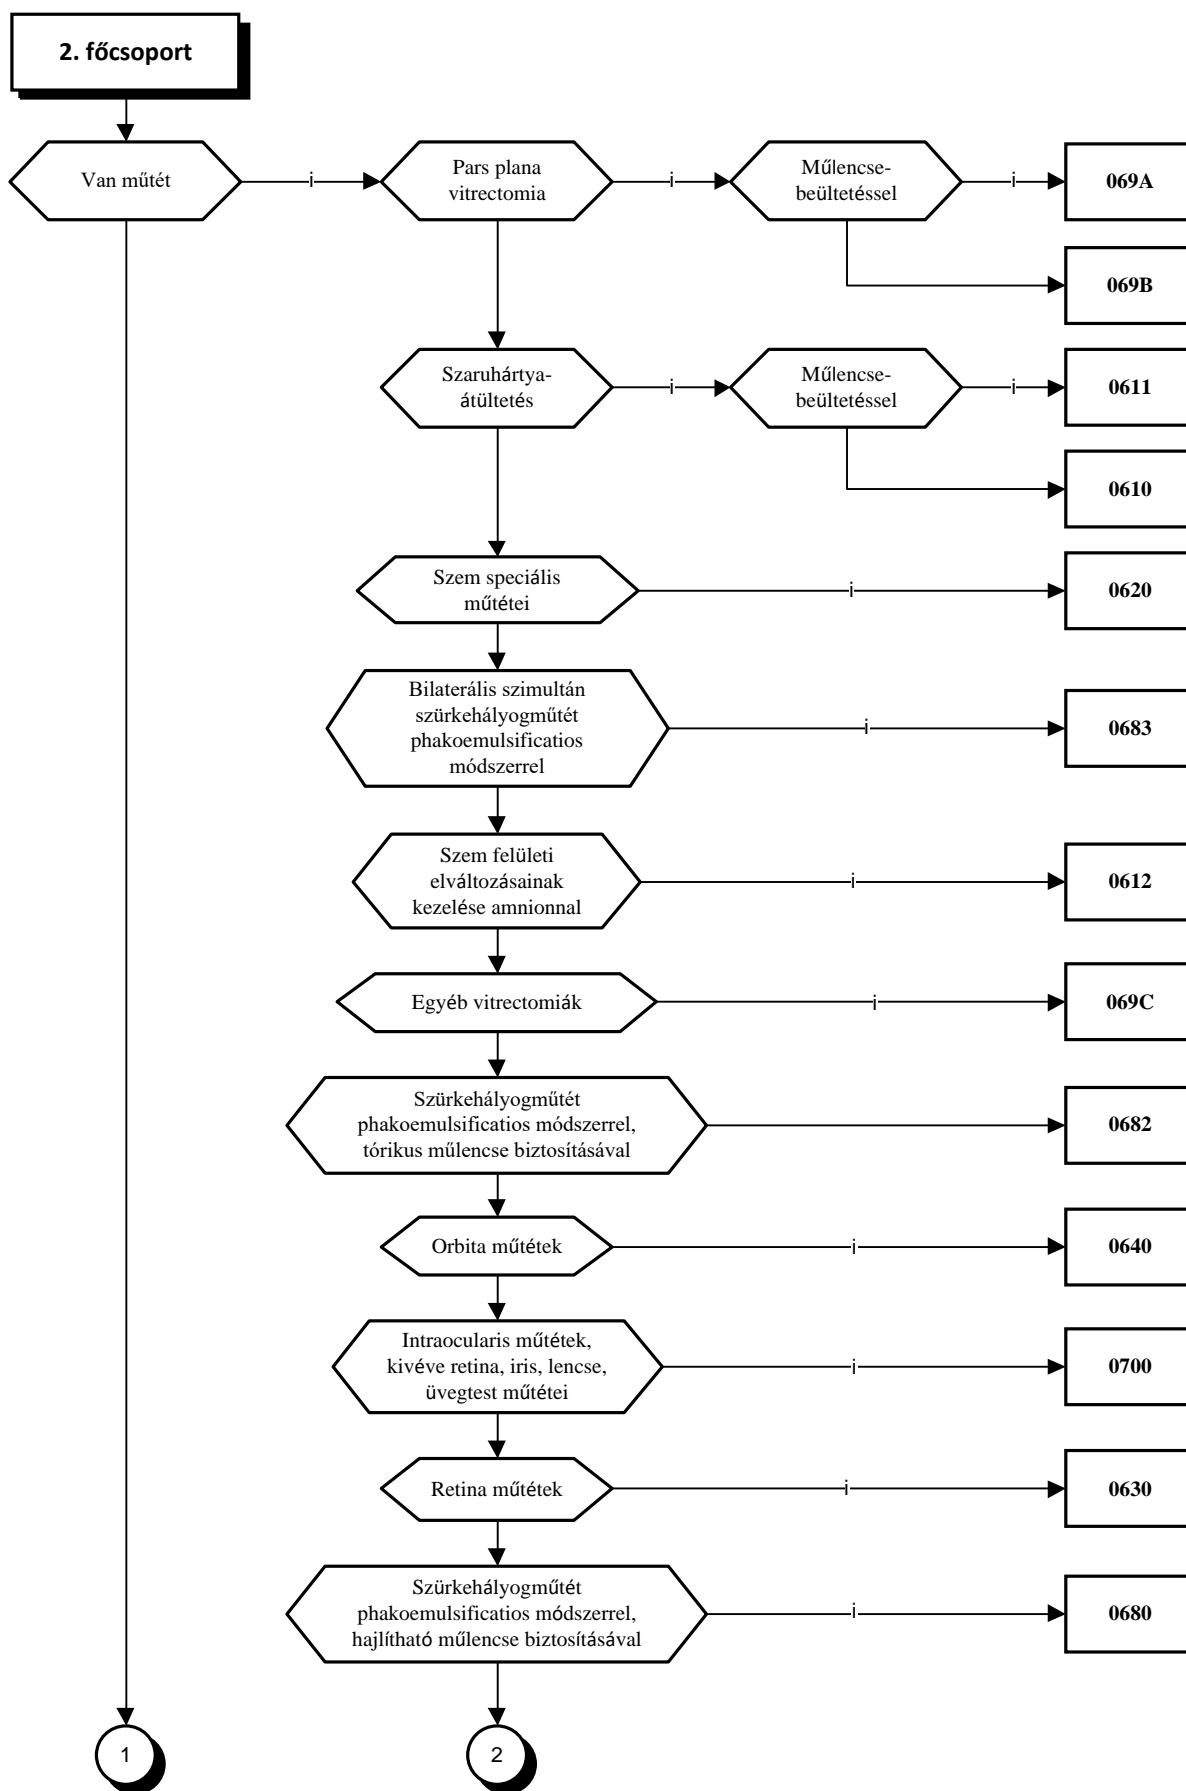 2. főcsoport
Van műtét
i
Pars plana
vitrectomia
i
Műlencse-
beültetéssel
i
069A
069B
Szaruhártya-
átültetés
i
Műlencse-
beültetéssel
i
0611
0610
Szem speciális
műtétei
i
0620
Bilaterális szimultán
szürkehályogműtét
phakoemulsificatios
módszerrel
i
0683
Szem felületi
elváltozásainak
kezelése amnionnal
i
0612
Egyéb vitrectomiák
i
069C
Szürkehályogműtét
phakoemulsificatios módszerrel,
tórikus műlencse biztosításával
0682
Orbita műtétek
i
0640
Intraocularis műtétek,
kivéve retina, iris, lencse,
üvegtest műtétei
i
0700
Retina műtétek
i
0630
Szürkehályogműtét
phakoemulsificatios módszerrel,
hajlítható műlencse biztosításával
i
0680
1
2